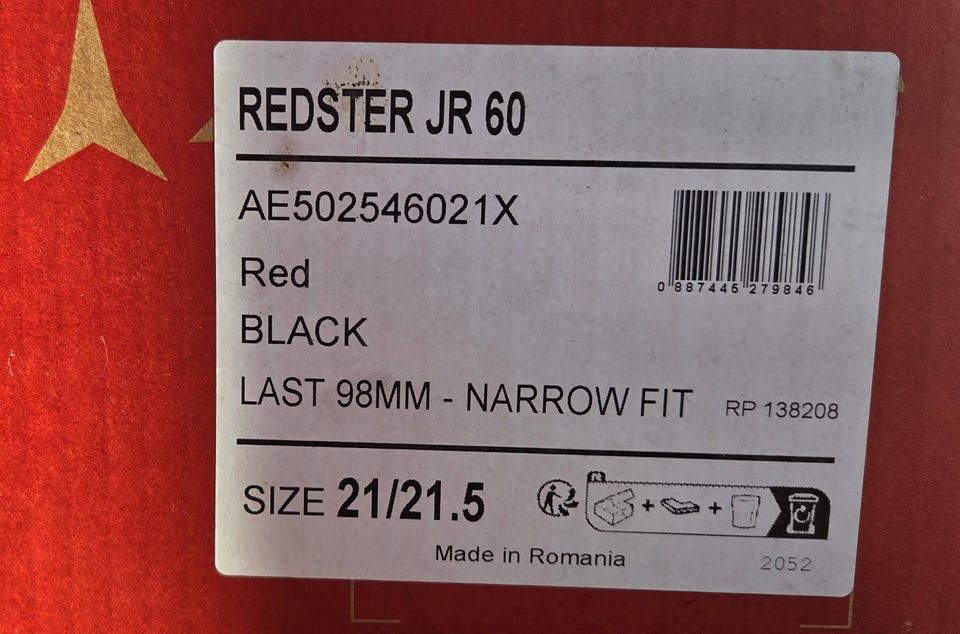 REDSTER JR 60
AE502546021X
0 887445 279846
Red
BLACK
LAST 98MM - NARROW FIT RP 138208
SIZE 21/21.5
FR
+ +
Made in Romania 2052